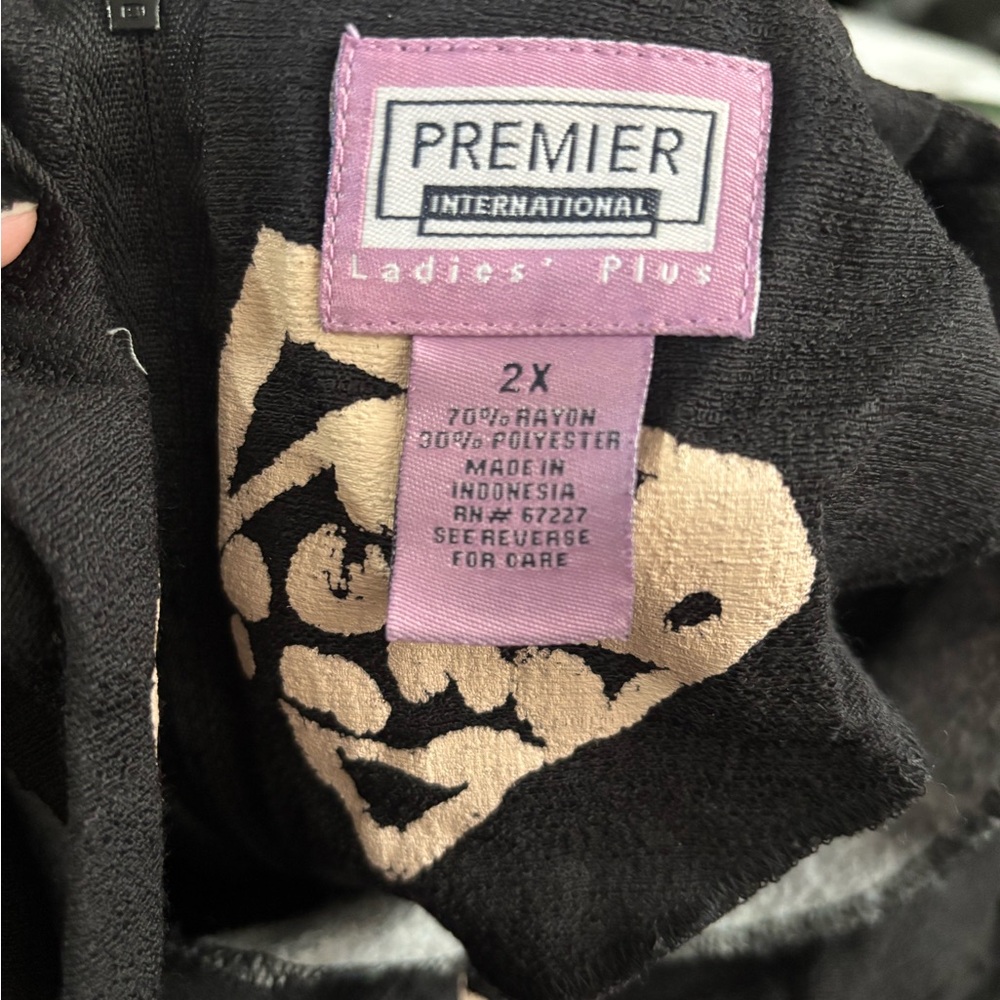 PREMIER
INTERNATIONAL
Ladies' Plus
2X
70% RAYON
30% POLYESTER
MADE IN
INDONESIA
RN# 67227
SEE REVERSE
FOR CARE